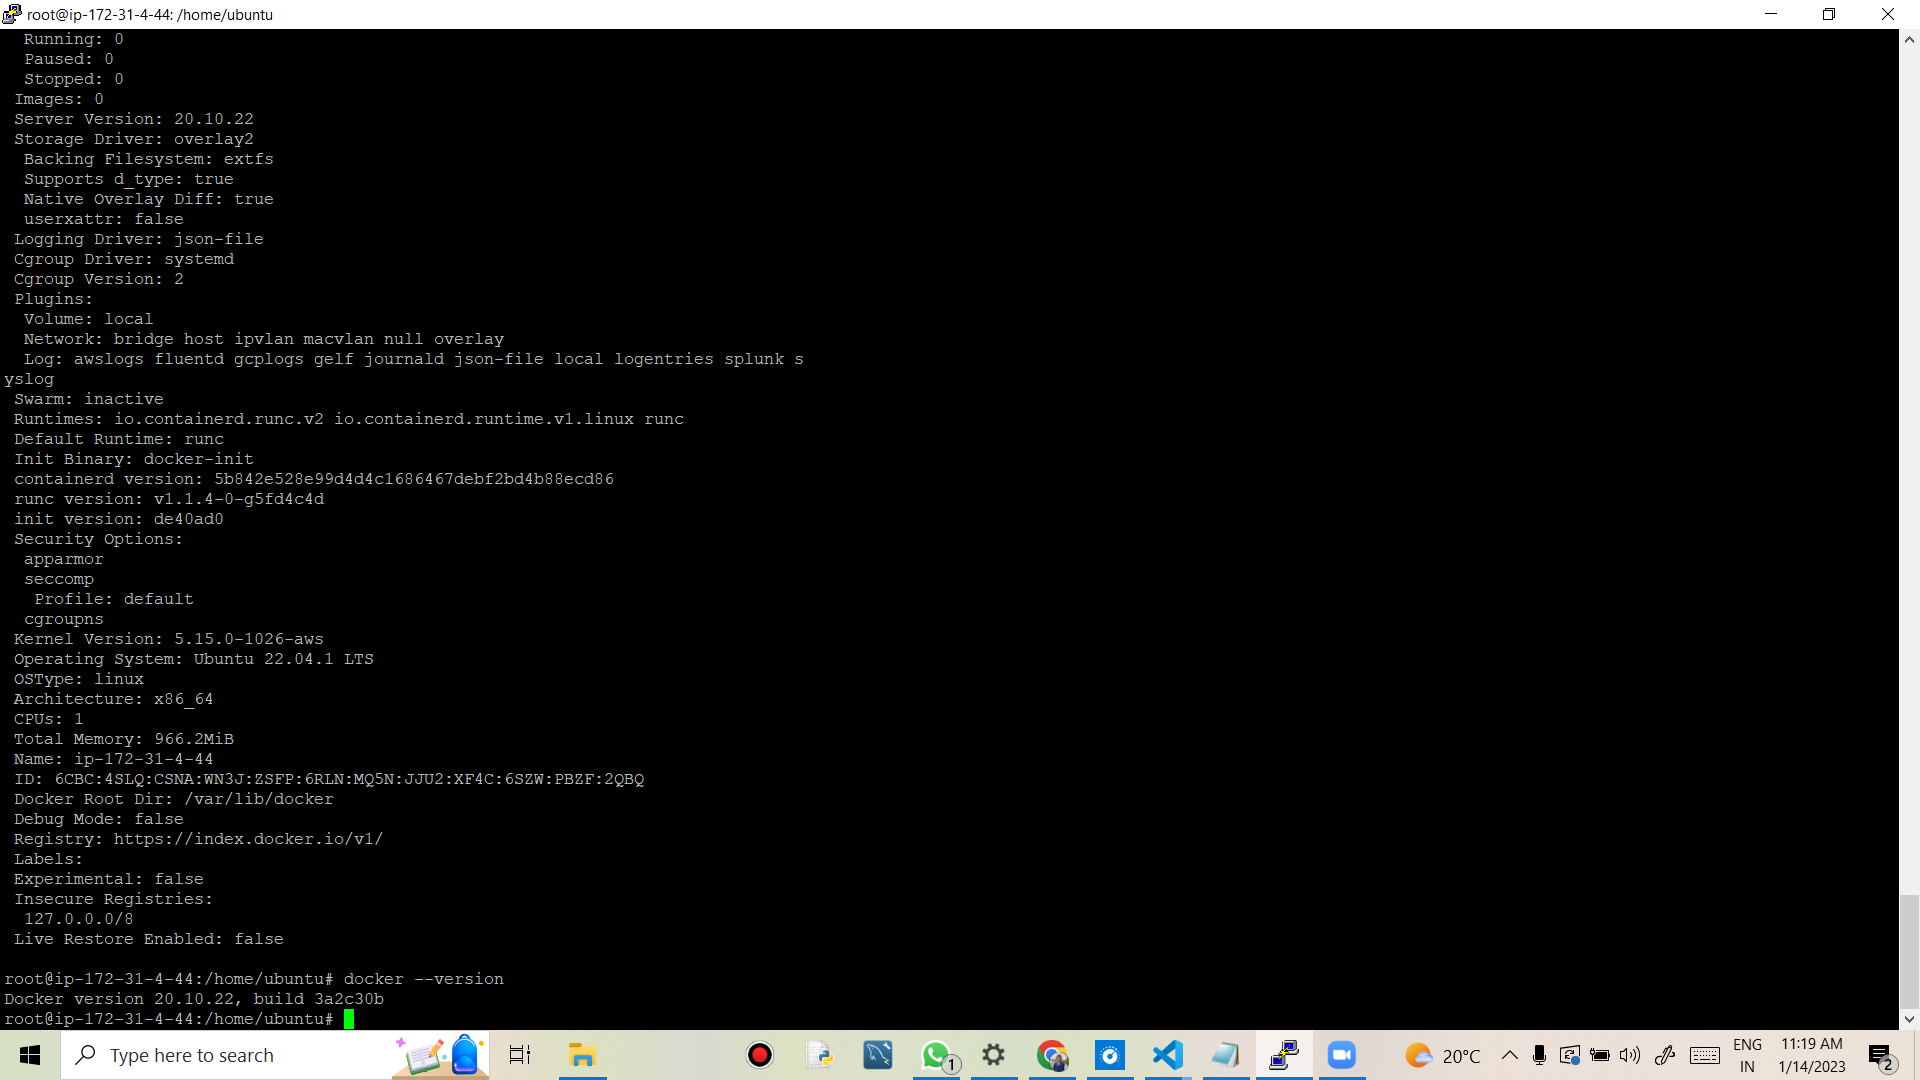 root@ip-172-31-4-44: /home/ubuntu
Running: 0
Paused: 0
Stopped: 0
Images: 0
Server Version: 20.10.22
Storage Driver: overlay2
Backing Filesystem: extfs
Supports d_type: true
Native Overlay Diff: true
userxattr: false
Logging Driver: json-file
Cgroup Driver: systemd
Cgroup Version: 2
Plugins:
Volume: local
Network: bridge host ipvlan macvlan null overlay
Log: awslogs fluentd gcplogs gelf journald json-file local logentries splunk s
yslog
Swarm: inactive
Runtimes: io.containerd.runc.v2 io.containerd.runtime.v1.linux runc
Default Runtime: runc
Init Binary: docker-init
containerd version: 5b842e528e99d4d4c1686467debf2bd4b88ecd86
runc version: v1.1.4-0-g5fd4c4d
init version: de40ad0
Security Options:
apparmor
seccomp
Profile: default
cgroupns
Kernel Version: 5.15.0-1026-aws
Operating System: Ubuntu 22.04.1 LTS
OSType: linux
Architecture: x86_64
CPUs: 1
Total Memory: 966.2MiB
Name: ip-172-31-4-44
ID: 6CBC:4SLQ:CSNA:WN3J:ZSFP:6RLN:MQ5N:JJU2:XF4C:6SZW:PBZF:2QBQ
Docker Root Dir: /var/lib/docker
Debug Mode: false
Registry: https://index.docker.io/v1/
Labels:
Experimental: false
Insecure Registries:
127.0.0.0/8
Live Restore Enabled: false
root@ip-172-31-4-44:/home/ubuntu# docker --version
Docker version 20.10.22, build 3a2c30b
root@ip-172-31-4-44:/home/ubuntu#
Type here to search
1
20°C
ENG
IN
11:19 AM
1/14/2023
2